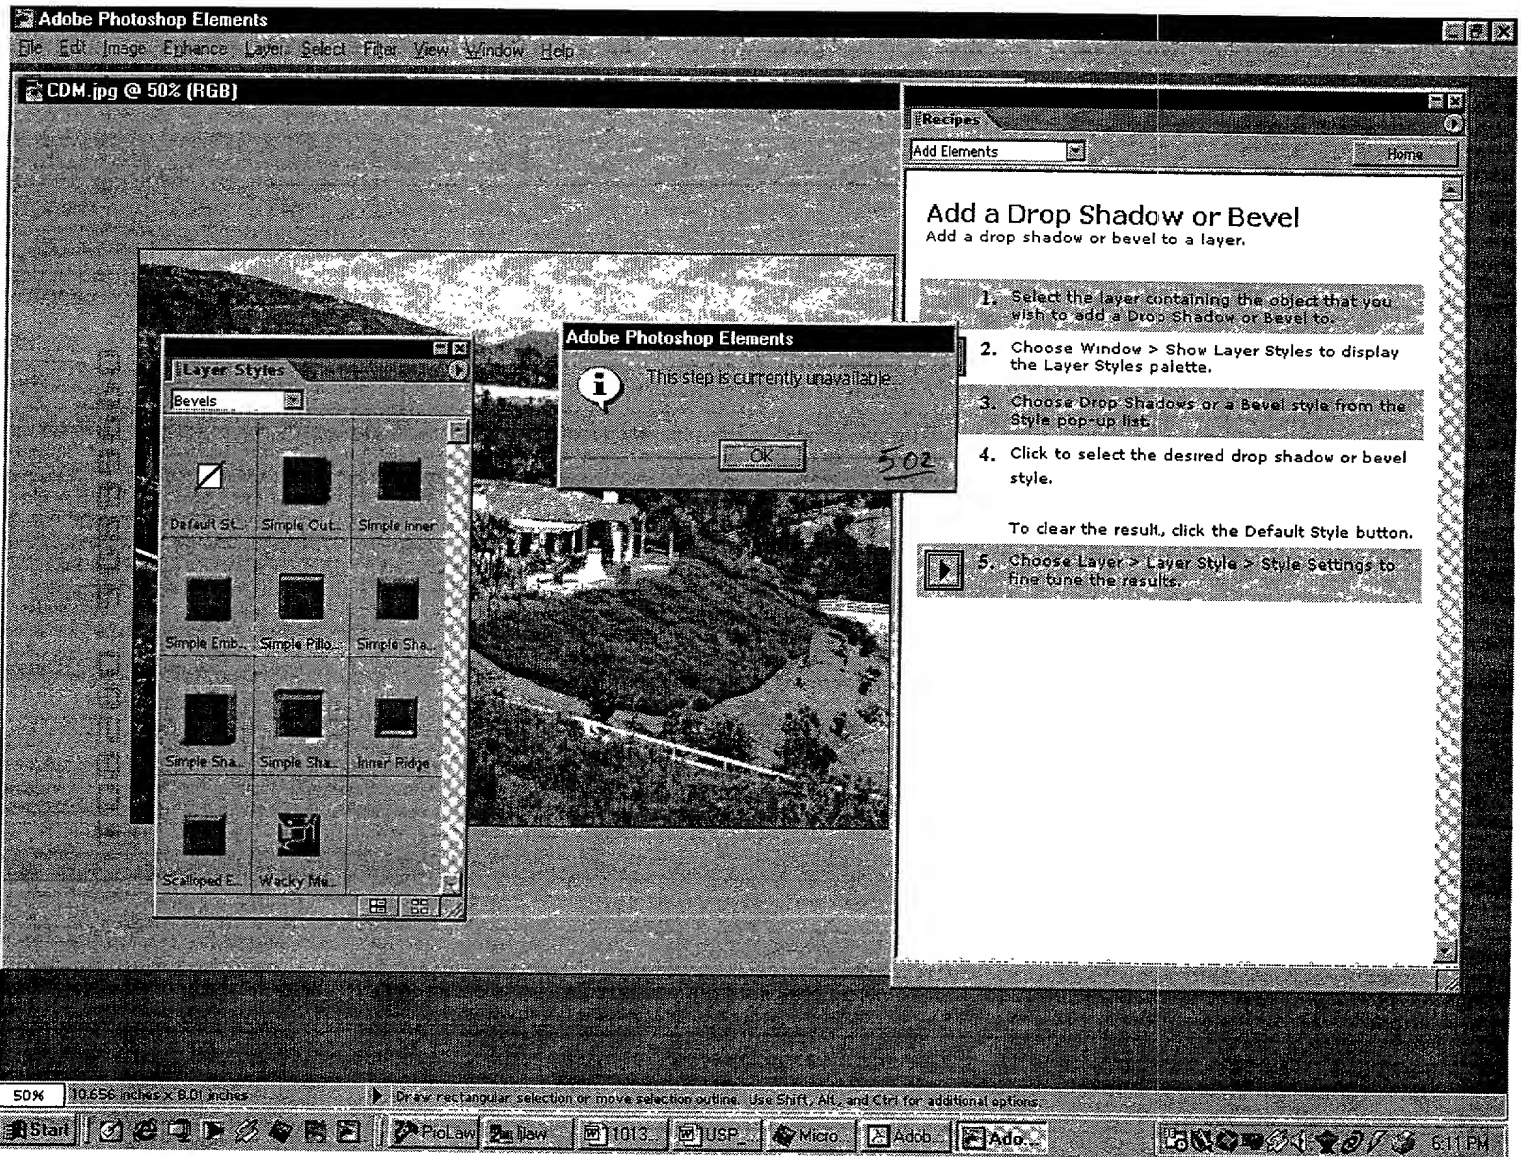 Adobe Photoshop Elements
File Edit Image Enhance Layer Select Filter View Window Help
CDM.jpg @ 50% (RGB)
Recipes
Add Elements
Home
Add a Drop Shadow or Bevel
Add a drop shadow or bevel to a layer.
1. Select the layer containing the object that you
wish to add a Drop Shadow or Bevel to.
2. Choose Window > Show Layer Styles to display
the Layer Styles palette.
3. Choose Drop Shadows or a Bevel style from the
Style pop-up list.
4. Click to select the desired drop shadow or bevel
style.
To clear the result, click the Default Style button.
5. Choose Layer > Layer Style > Style Settings to
fine tune the results.
Adobe Photoshop Elements
This step is currently unavailable.
OK
502
Layer Styles
Bevels
Default St... Simple Out... Simple Inner
Simple Emb... Simple Pillo... Simple Sha...
Simple Sha... Simple Sha... Inner Ridge
Scalloped E... Wacky Me...
50% 10.656 inches x 8.01 inches Draw rectangular selection or move selection outline. Use Shift, Alt, and Ctrl for additional options.
Start ProLaw 1013... USP_... Micro... Adob... Ado... 6:11 PM